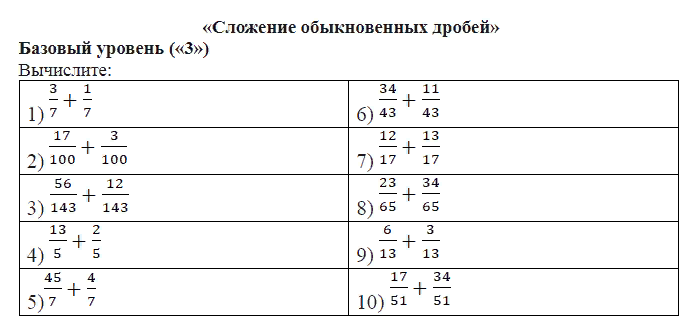 «Сложение обыкновенных дробей»
Базовый уровень («3»)
Вычислите:
1) 3/7 + 1/7
6) 34/43 + 11/43
2) 17/100 + 3/100
7) 12/17 + 13/17
3) 56/143 + 12/143
8) 23/65 + 34/65
4) 13/5 + 2/5
9) 6/13 + 3/13
5) 45/7 + 4/7
10) 17/51 + 34/51